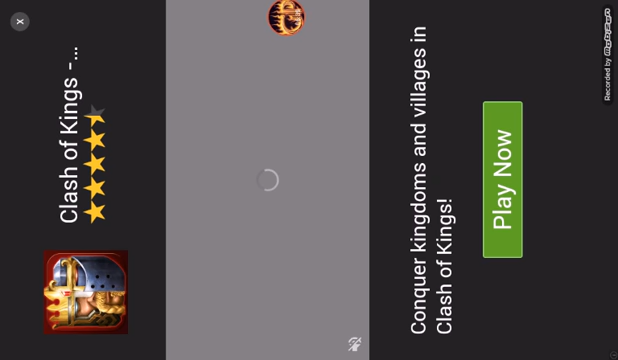 X
Clash of Kings -...
Conquer kingdoms and villages in
Clash of Kings!
Play Now
Recorded by